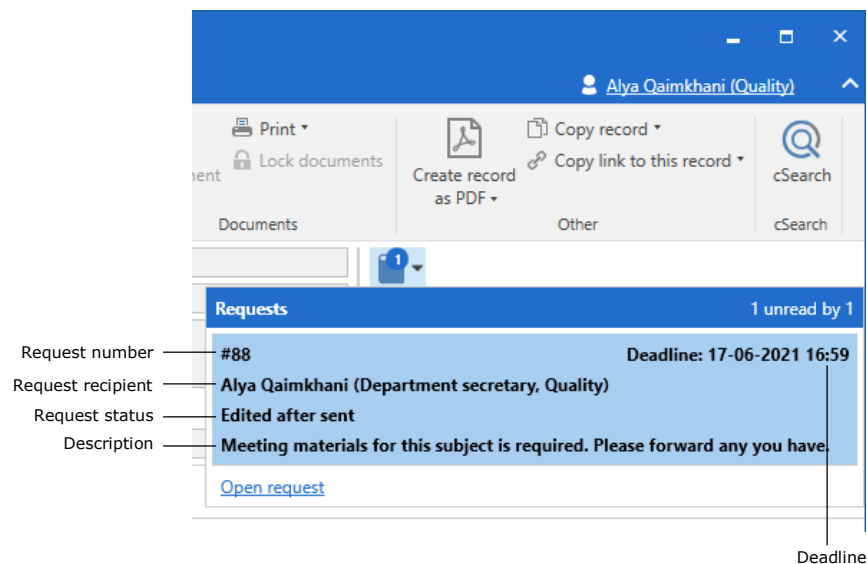 Alya Qaimkhani (Quality)
Print
Lock documents
Documents
Create record
as PDF
Copy record
Copy link to this record
Other
cSearch
cSearch
1
Requests
1 unread by 1
Request number
#88
Deadline: 17-06-2021 16:59
Request recipient
Alya Qaimkhani (Department secretary, Quality)
Request status
Edited after sent
Description
Meeting materials for this subject is required. Please forward any you have.
Open request
Deadline